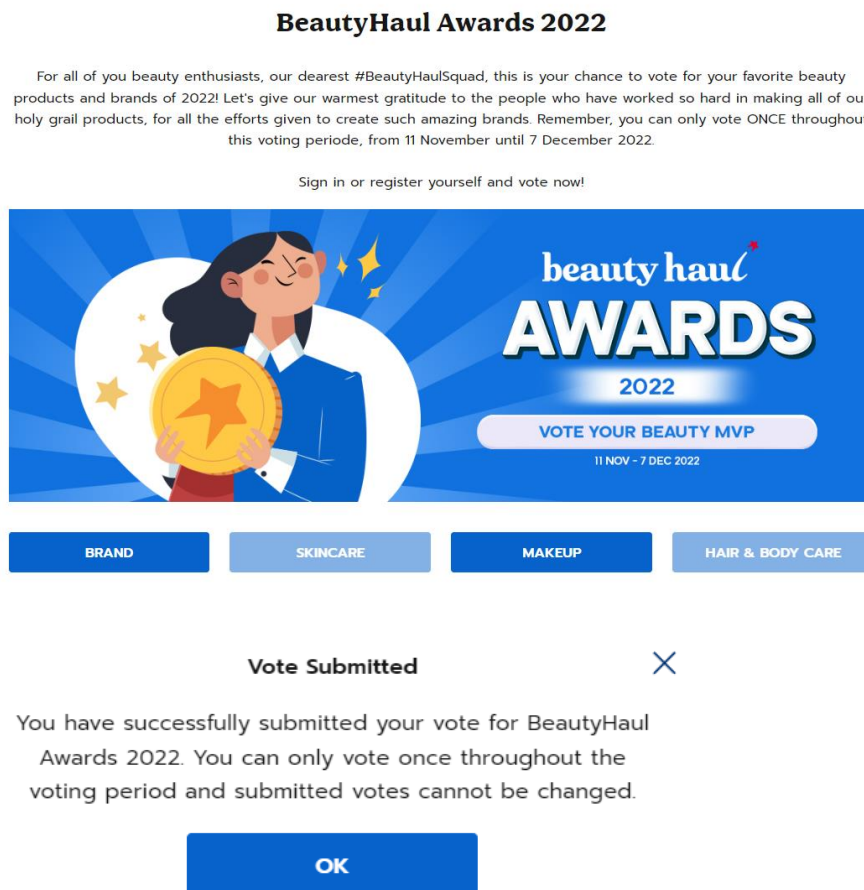 BeautyHaul Awards 2022
For all of you beauty enthusiasts, our dearest #BeautyHaulSquad, this is your chance to vote for your favorite beauty
products and brands of 2022! Let's give our warmest gratitude to the people who have worked so hard in making all of ou
holy grail products, for all the efforts given to create such amazing brands. Remember, you can only vote ONCE throughou
this voting periode, from 11 November until 7 December 2022.
Sign in or register yourself and vote now!
beauty haul
AWARDS
2022
VOTE YOUR BEAUTY MVP
11 NOV - 7 DEC 2022
BRAND SKINCARE MAKEUP HAIR & BODY CARE
Vote Submitted
You have successfully submitted your vote for BeautyHaul
Awards 2022. You can only vote once throughout the
voting period and submitted votes cannot be changed.
OK